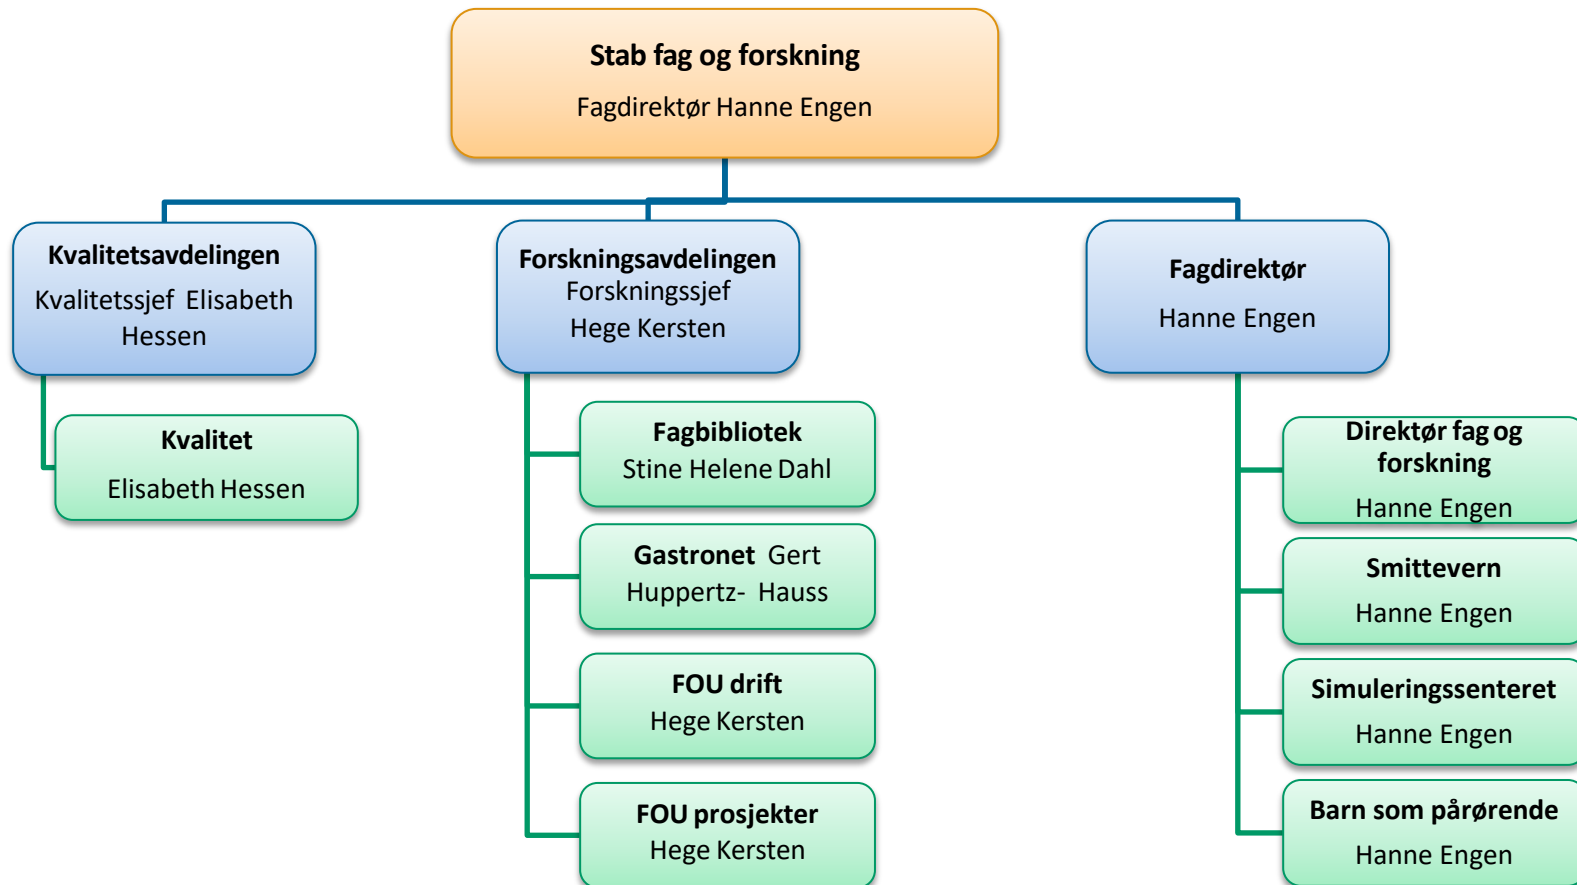 Stab fag og forskning
Fagdirektør Hanne Engen
Kvalitetsavdelingen
Kvalitetssjef Elisabeth
Hessen
Forskningsavdelingen
Forskningssjef
Hege Kersten
Fagdirektør
Hanne Engen
Kvalitet
Elisabeth Hessen
Fagbibliotek
Stine Helene Dahl
Gastronet Gert
Huppertz- Hauss
FOU drift
Hege Kersten
FOU prosjekter
Hege Kersten
Direktør fag og
forskning
Hanne Engen
Smittevern
Hanne Engen
Simuleringssenteret
Hanne Engen
Barn som pårørende
Hanne Engen